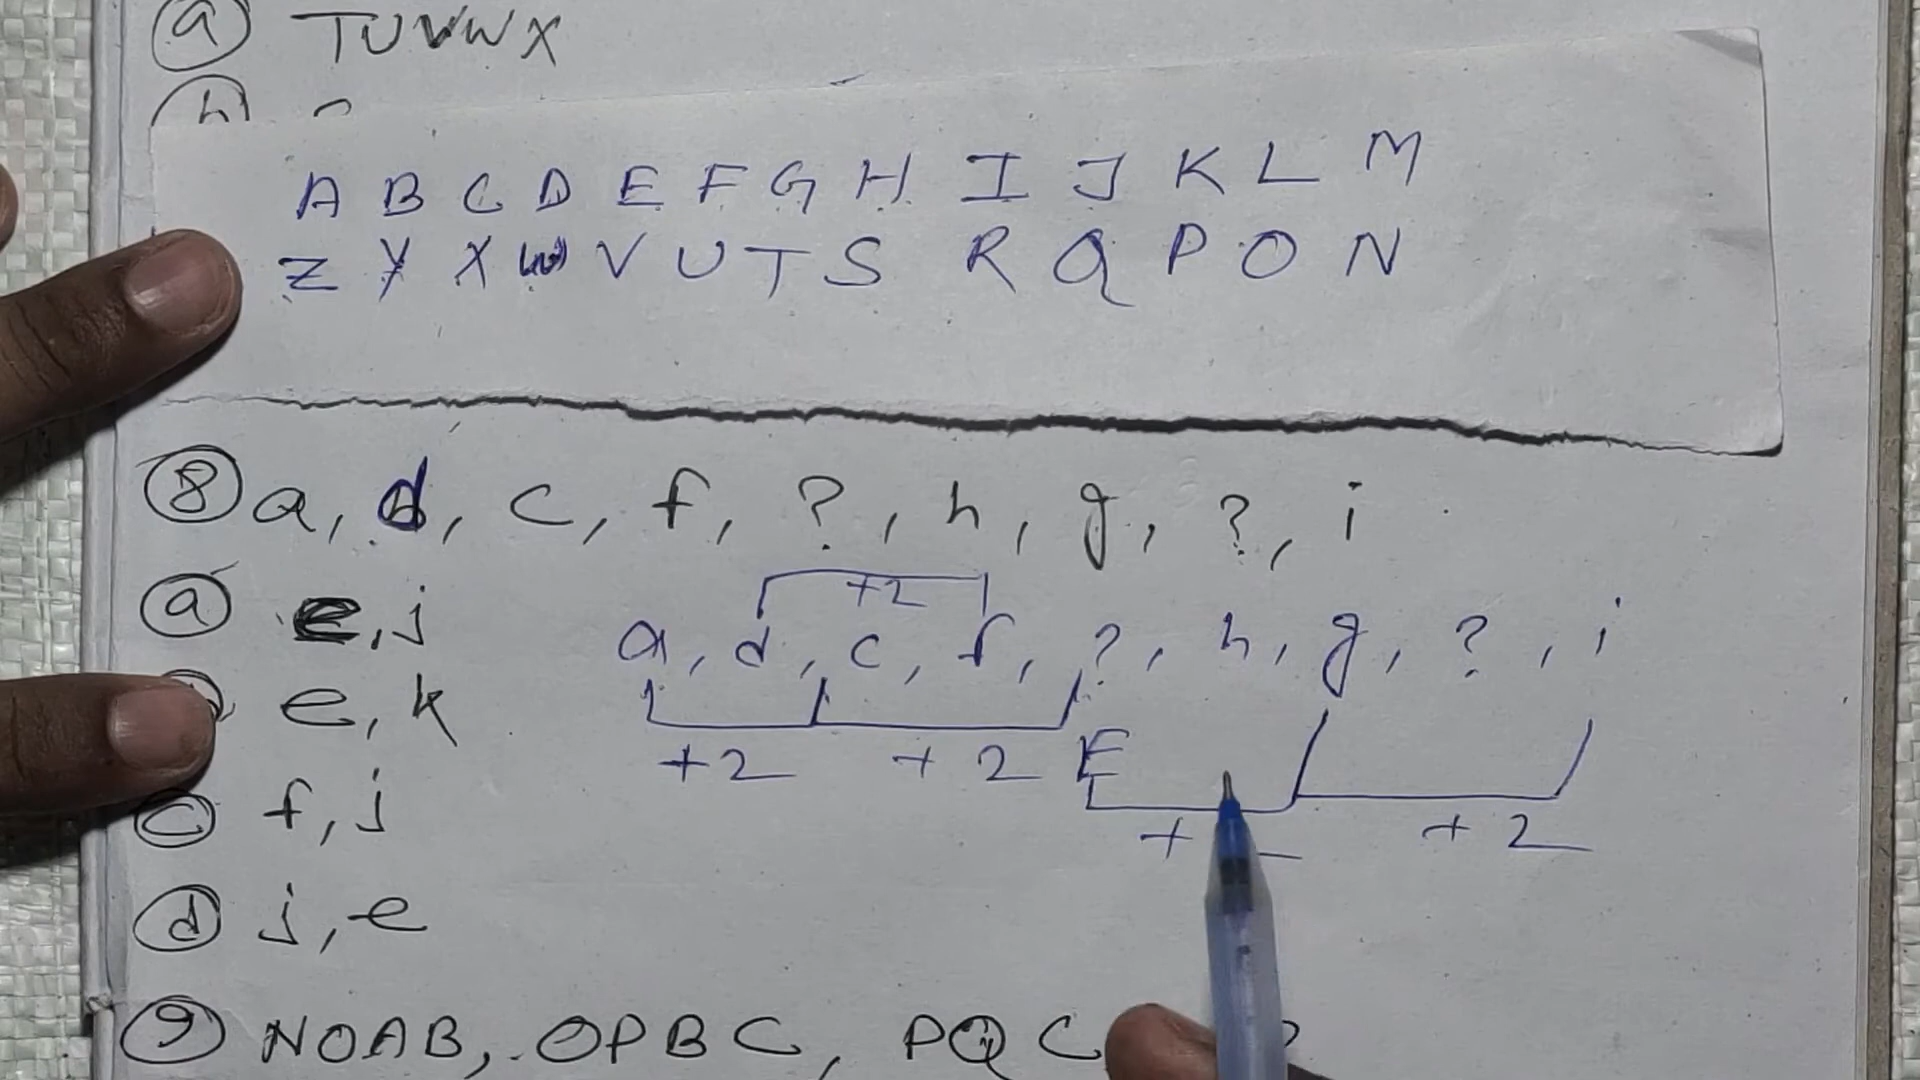 a TUVWX
A B C D E F G H I J K L M
Z Y X W V U T S R Q P O N
8 a, d, c, f, ?, h, g, ?, i
a e, j
+2
a, d, c, f, ?, h, g, ?, i
e, k
+2 +2 E
c f, j
+ +2
d j, e
9 NOAB, OPBC, PQC